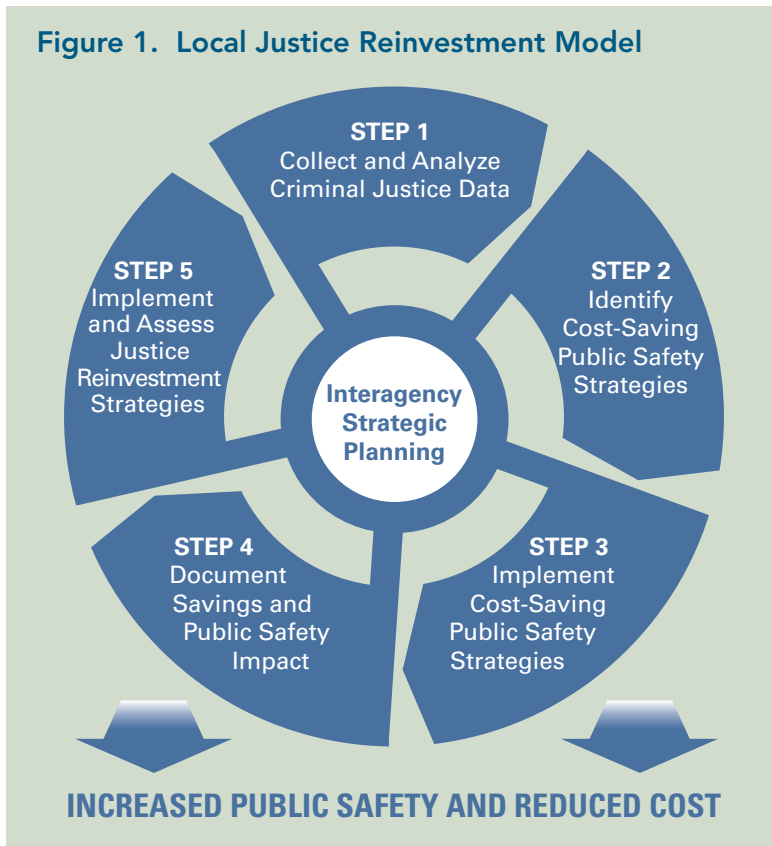 Figure 1. Local Justice Reinvestment Model
STEP 1
Collect and Analyze
Criminal Justice Data
STEP 2
Identify
Cost-Saving
Public Safety
Strategies
STEP 3
Implement
Cost-Saving
Public Safety
Strategies
STEP 4
Document
Savings and
Public Safety
Impact
STEP 5
Implement
and Assess
Justice
Reinvestment
Strategies
Interagency
Strategic
Planning
INCREASED PUBLIC SAFETY AND REDUCED COST